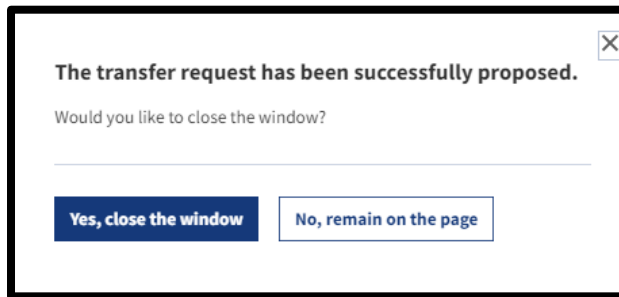 The transfer request has been successfully proposed.
Would you like to close the window?
Yes, close the window
No, remain on the page